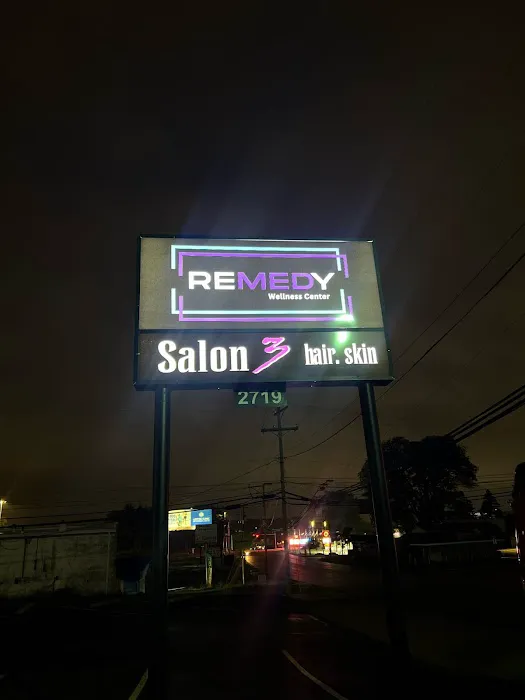 REMEDY
Wellness Center
Salon 3 hair. skin
2719